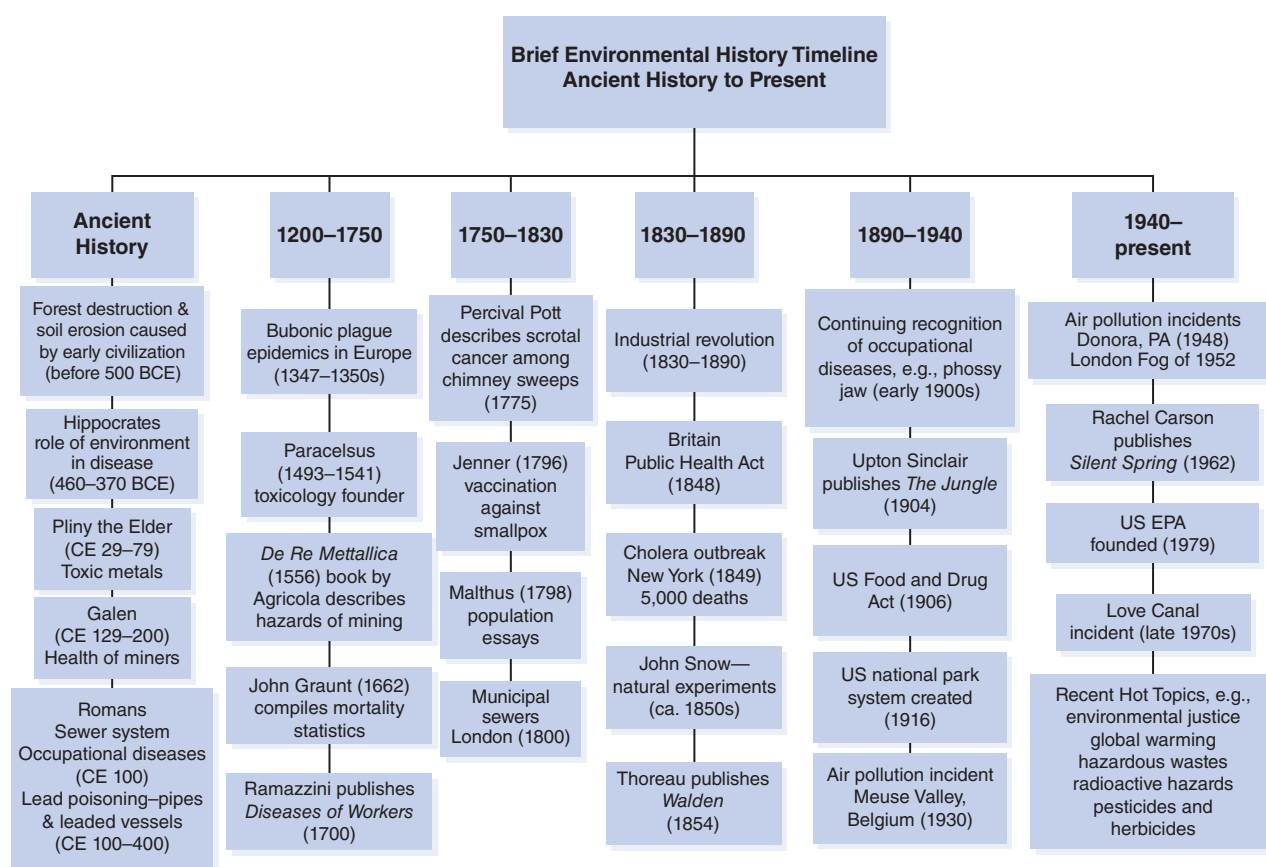 Brief Environmental History Timeline
Ancient History to Present
Ancient
History
Forest destruction &
soil erosion caused
by early civilization
(before 500 BCE)
Hippocrates
role of environment
in disease
(460–370 BCE)
Pliny the Elder
(CE 29–79)
Toxic metals
Galen
(CE 129–200)
Health of miners
Romans
Sewer system
Occupational diseases
(CE 100)
Lead poisoning–pipes
& leaded vessels
(CE 100–400)
1200–1750
Bubonic plague
epidemics in Europe
(1347–1350s)
Paracelsus
(1493–1541)
toxicology founder
De Re Mettallica
(1556) book by
Agricola describes
hazards of mining
John Graunt (1662)
compiles mortality
statistics
Ramazzini publishes
Diseases of Workers
(1700)
1750–1830
Percival Pott
describes scrotal
cancer among
chimney sweeps
(1775)
Jenner (1796)
vaccination
against
smallpox
Malthus (1798)
population
essays
Municipal
sewers
London (1800)
1830–1890
Industrial revolution
(1830–1890)
Britain
Public Health Act
(1848)
Cholera outbreak
New York (1849)
5,000 deaths
John Snow—
natural experiments
(ca. 1850s)
Thoreau publishes
Walden
(1854)
1890–1940
Continuing recognition
of occupational
diseases, e.g., phossy
jaw (early 1900s)
Upton Sinclair
publishes The Jungle
(1904)
US Food and Drug
Act (1906)
US national park
system created
(1916)
Air pollution incident
Meuse Valley,
Belgium (1930)
1940–
present
Air pollution incidents
Donora, PA (1948)
London Fog of 1952
Rachel Carson
publishes
Silent Spring (1962)
US EPA
founded (1979)
Love Canal
incident (late 1970s)
Recent Hot Topics, e.g.,
environmental justice
global warming
hazardous wastes
radioactive hazards
pesticides and
herbicides